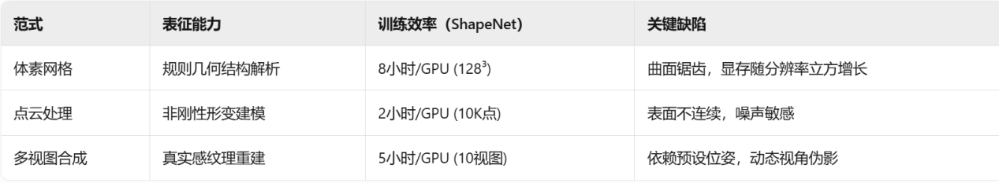 范式 表征能力 训练效率（ShapeNet） 关键缺陷
体素网格 规则几何结构解析 8小时/GPU (128³) 曲面锯齿，显存随分辨率立方增长
点云处理 非刚性形变建模 2小时/GPU (10K点) 表面不连续，噪声敏感
多视图合成 真实感纹理重建 5小时/GPU (10视图) 依赖预设位姿，动态视角伪影